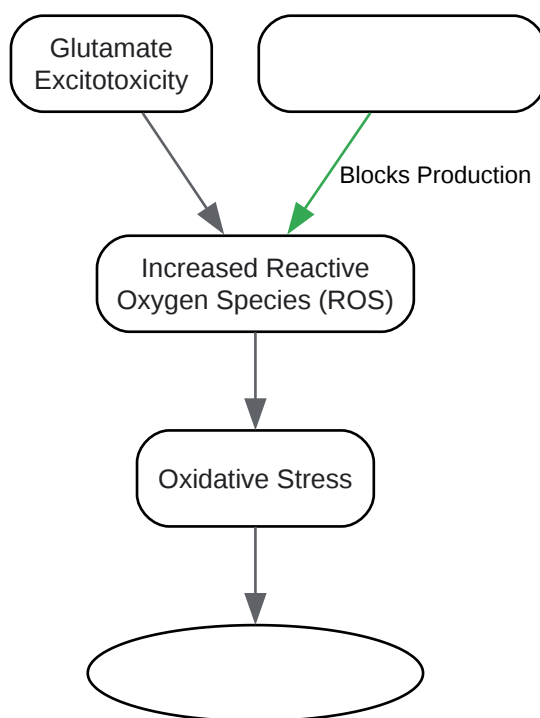 Glutamate
Excitotoxicity
Blocks Production
Increased Reactive
Oxygen Species (ROS)
Oxidative Stress